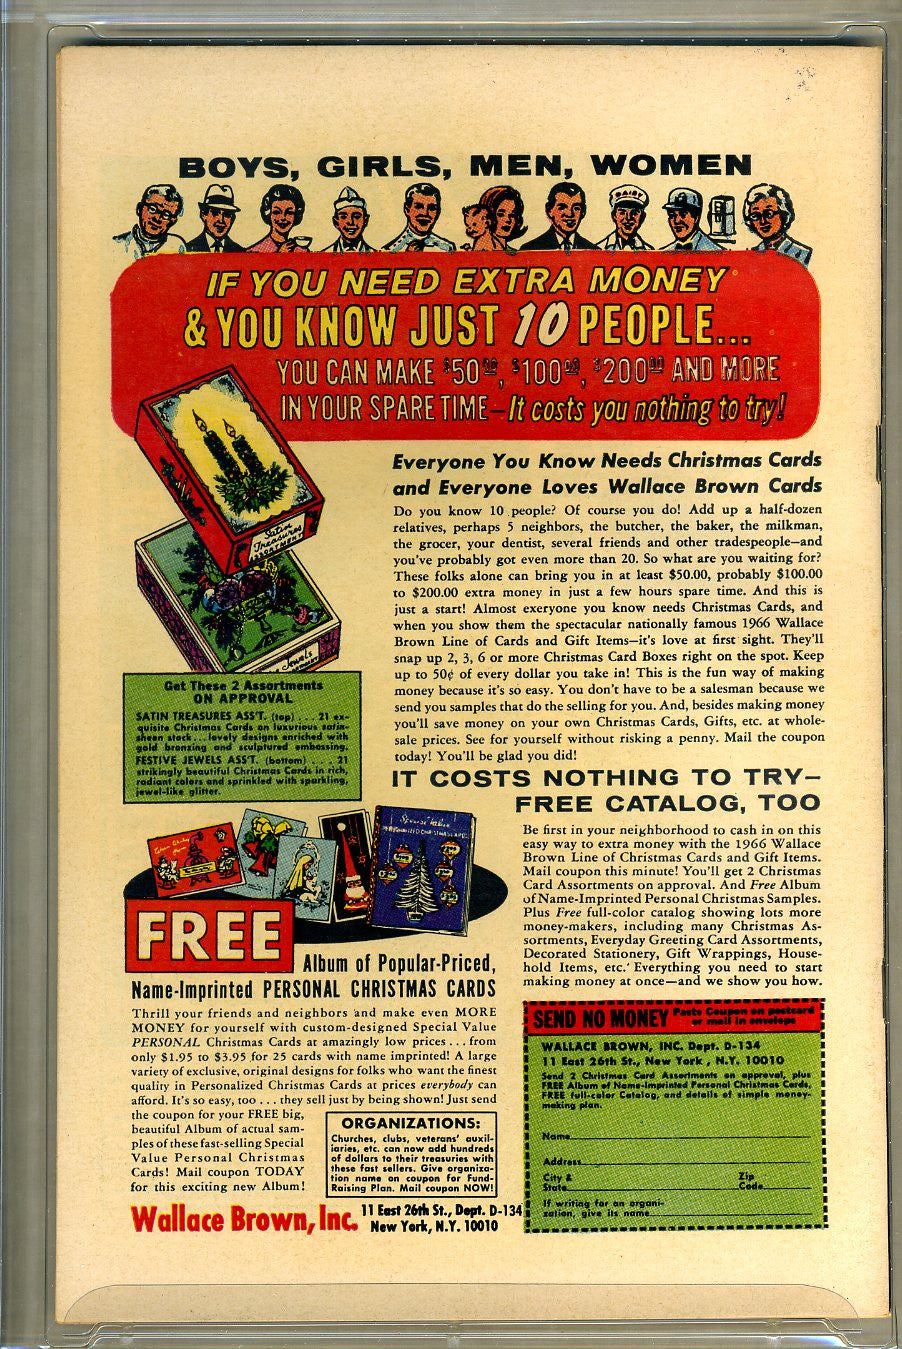 BOYS, GIRLS, MEN, WOMEN
DAIRY
IF YOU NEED EXTRA MONEY
& YOU KNOW JUST 10 PEOPLE...
YOU CAN MAKE $50.00, $100.00, $200.00 AND MORE
IN YOUR SPARE TIME—It costs you nothing to try!
Satin
Treasures
ASSORTMENT
Jewels
Everyone You Know Needs Christmas Cards
and Everyone Loves Wallace Brown Cards
Do you know 10 people? Of course you do! Add up a half-dozen
relatives, perhaps 5 neighbors, the butcher, the baker, the milkman,
the grocer, your dentist, several friends and other tradespeople—and
you've probably got even more than 20. So what are you waiting for?
These folks alone can bring you in at least $50.00, probably $100.00
to $200.00 extra money in just a few hours spare time. And this is
just a start! Almost exeryone you know needs Christmas Cards, and
when you show them the spectacular nationally famous 1966 Wallace
Brown Line of Cards and Gift Items—it's love at first sight. They'll
snap up 2, 3, 6 or more Christmas Card Boxes right on the spot. Keep
up to 50¢ of every dollar you take in! This is the fun way of making
money because it's so easy. You don't have to be a salesman because we
send you samples that do the selling for you. And, besides making money
you'll save money on your own Christmas Cards, Gifts, etc. at whole-
sale prices. See for yourself without risking a penny. Mail the coupon
today! You'll be glad you did!
Get These 2 Assortments
ON APPROVAL
SATIN TREASURES ASS'T. (top) . . . 21 ex-
quisite Christmas Cards on luxurious satin-
sheen stock...lovely designs enriched with
gold bronzing and sculptured embossing.
FESTIVE JEWELS ASS'T. (bottom) . . . . 21
strikingly beautiful Christmas Cards in rich,
radiant colors and sprinkled with sparkling,
jewel-like glitter.
IT COSTS NOTHING TO TRY—
FREE CATALOG, TOO
Be first in your neighborhood to cash in on this
easy way to extra money with the 1966 Wallace
Brown Line of Christmas Cards and Gift Items.
Mail coupon this minute! You'll get 2 Christmas
Card Assortments on approval. And Free Album
of Name-Imprinted Personal Christmas Samples.
Plus Free full-color catalog showing lots more
money-makers, including many Christmas As-
sortments, Everyday Greeting Card Assortments,
Decorated Stationery, Gift Wrappings, House-
hold Items, etc. Everything you need to start
making money at once—and we show you how.
Special Value
PERSONALIZED CHRISTMAS CARDS
FREE
Album of Popular-Priced,
Name-Imprinted PERSONAL CHRISTMAS CARDS
Thrill your friends and neighbors and make even MORE
MONEY for yourself with custom-designed Special Value
PERSONAL Christmas Cards at amazingly low prices . . . from
only $1.95 to $3.95 for 25 cards with name imprinted! A large
variety of exclusive, original designs for folks who want the finest
quality in Personalized Christmas Cards at prices everybody can
afford. It's so easy, too . . . they sell just by being shown! Just send
the coupon for your FREE big,
beautiful Album of actual sam-
ples of these fast-selling Special
Value Personal Christmas
Cards! Mail coupon TODAY
for this exciting new Album!
ORGANIZATIONS:
Churches, clubs, veterans' auxil-
iaries, etc. can now add hundreds
of dollars to their treasuries with
these fast sellers. Give organiza-
tion name on coupon for Fund-
Raising Plan. Mail coupon NOW!
Wallace Brown, Inc. 11 East 26th St., Dept. D-134
New York, N.Y. 10010
SEND NO MONEY Paste Coupon on postcard
or mail in envelope
WALLACE BROWN, INC. Dept. D-134
11 East 26th St., New York , N.Y. 10010
Send 2 Christmas Card Assortments on approval, plus
FREE Album of Name-Imprinted Personal Christmas Cards,
FREE full-color Catalog, and details of simple money-
making plan.
Name
Address
City & State Zip Code
If writing for an organi-
zation, give its name